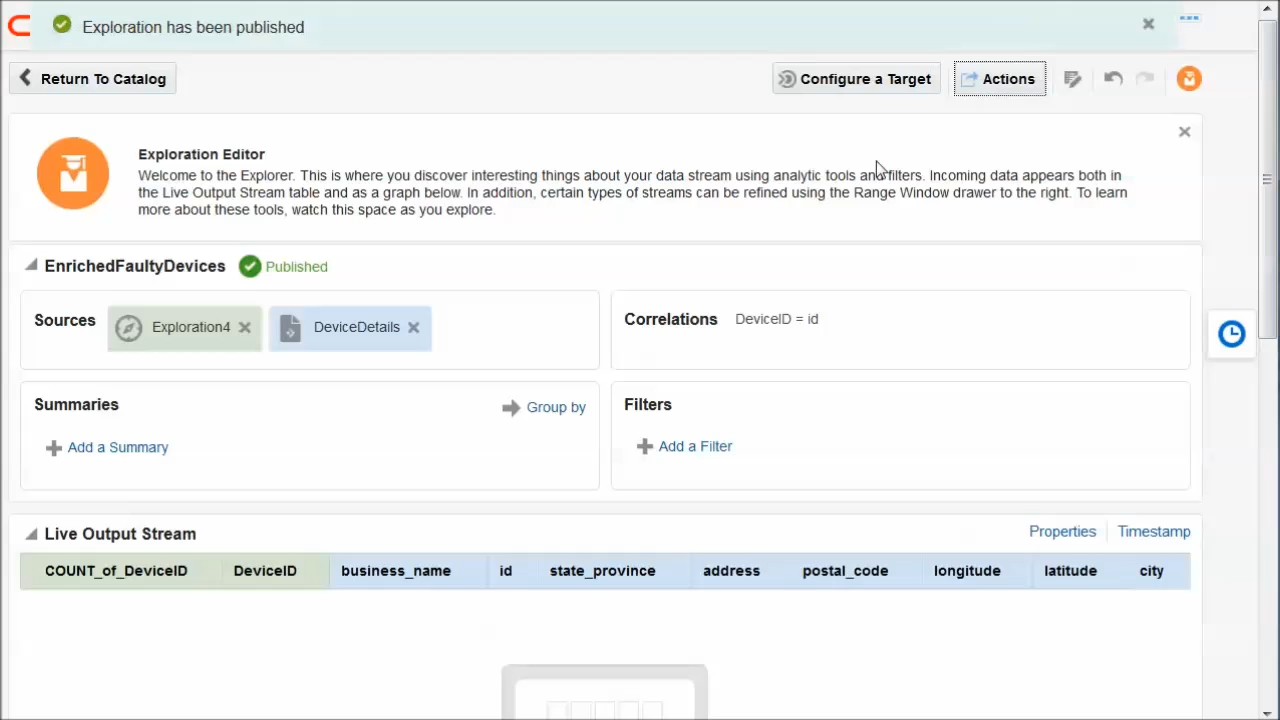 Exploration has been published
Return To Catalog
Configure a Target
Actions
Exploration Editor
Welcome to the Explorer. This is where you discover interesting things about your data stream using analytic tools and filters. Incoming data appears both in
the Live Output Stream table and as a graph below. In addition, certain types of streams can be refined using the Range Window drawer to the right. To learn
more about these tools, watch this space as you explore.
EnrichedFaultyDevices Published
Sources Exploration4 DeviceDetails
Correlations DeviceID = id
Summaries Group by
Add a Summary
Filters
Add a Filter
Live Output Stream Properties Timestamp
COUNT_of_DeviceID DeviceID business_name id state_province address postal_code longitude latitude city